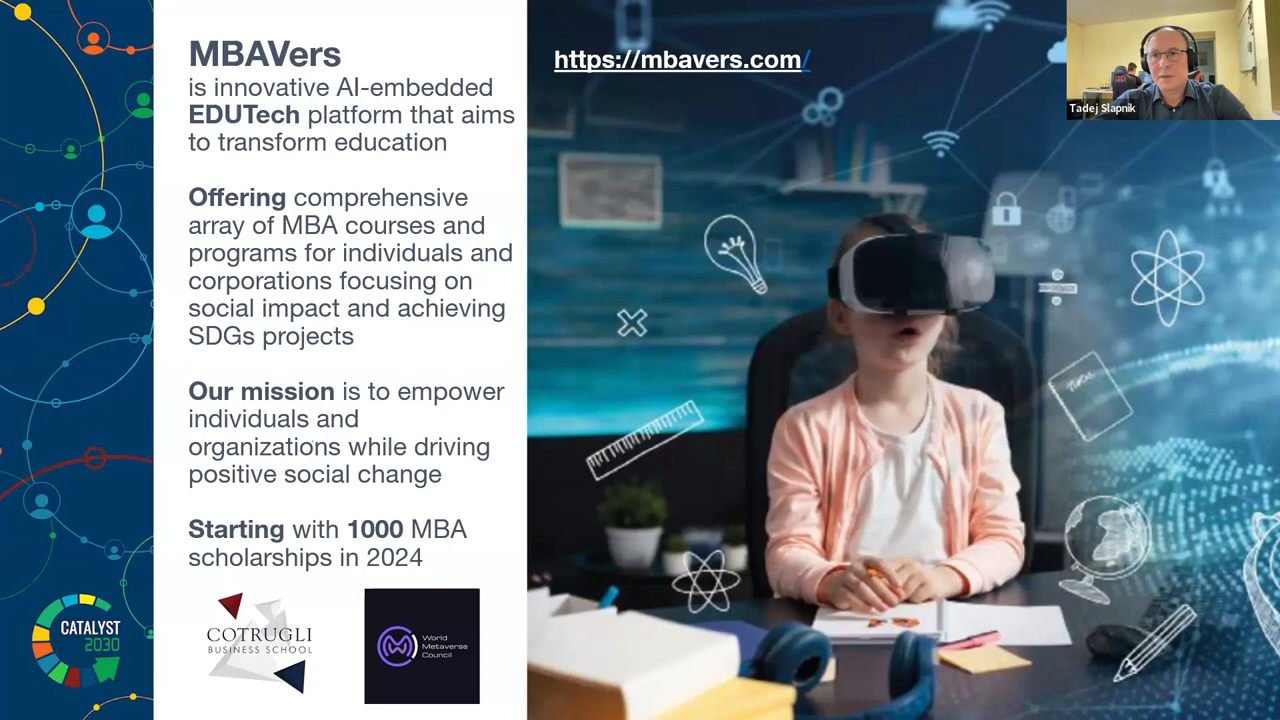 MBAVers
is innovative AI-embedded
EDUTech platform that aims
to transform education
Offering comprehensive
array of MBA courses and
programs for individuals and
corporations focusing on
social impact and achieving
SDGs projects
Our mission is to empower
individuals and
organizations while driving
positive social change
Starting with 1000 MBA
scholarships in 2024
COTRUGLI
BUSINESS SCHOOL
World
Metaverse
Council
CATALYST
2030
https://mbavers.com/
Tadej Slapnik